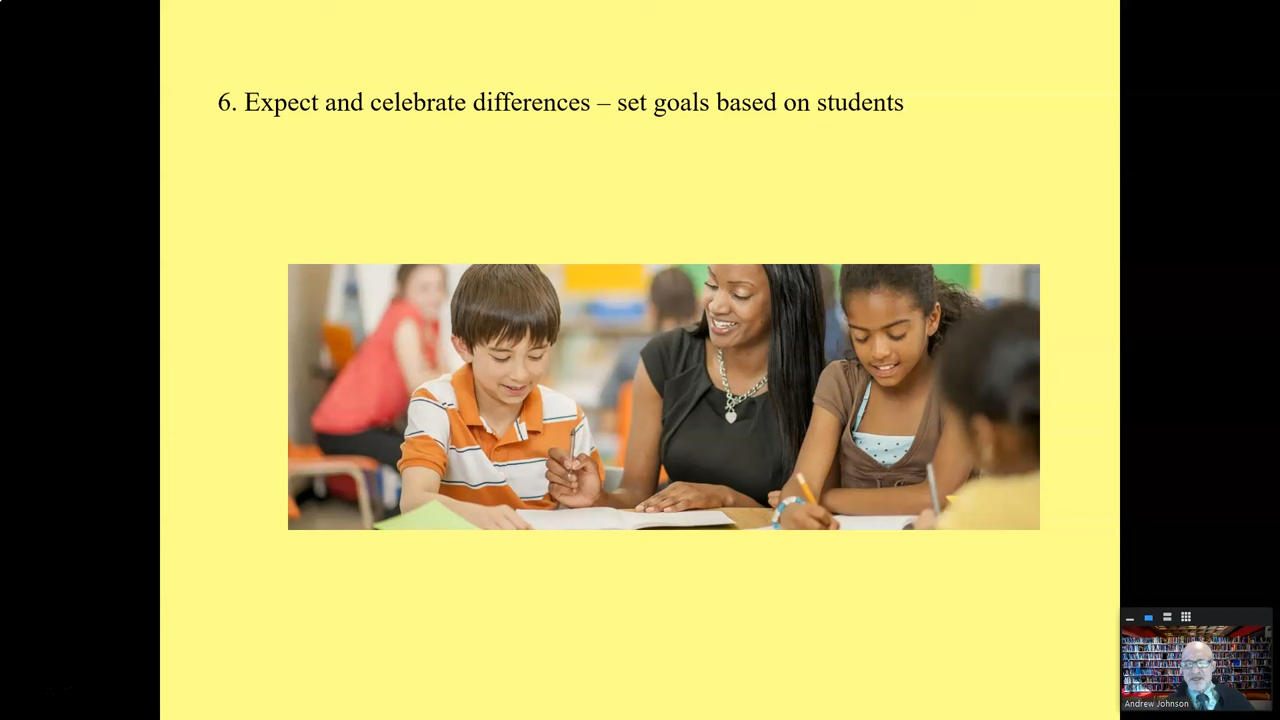 6. Expect and celebrate differences – set goals based on students
Andrew Johnson